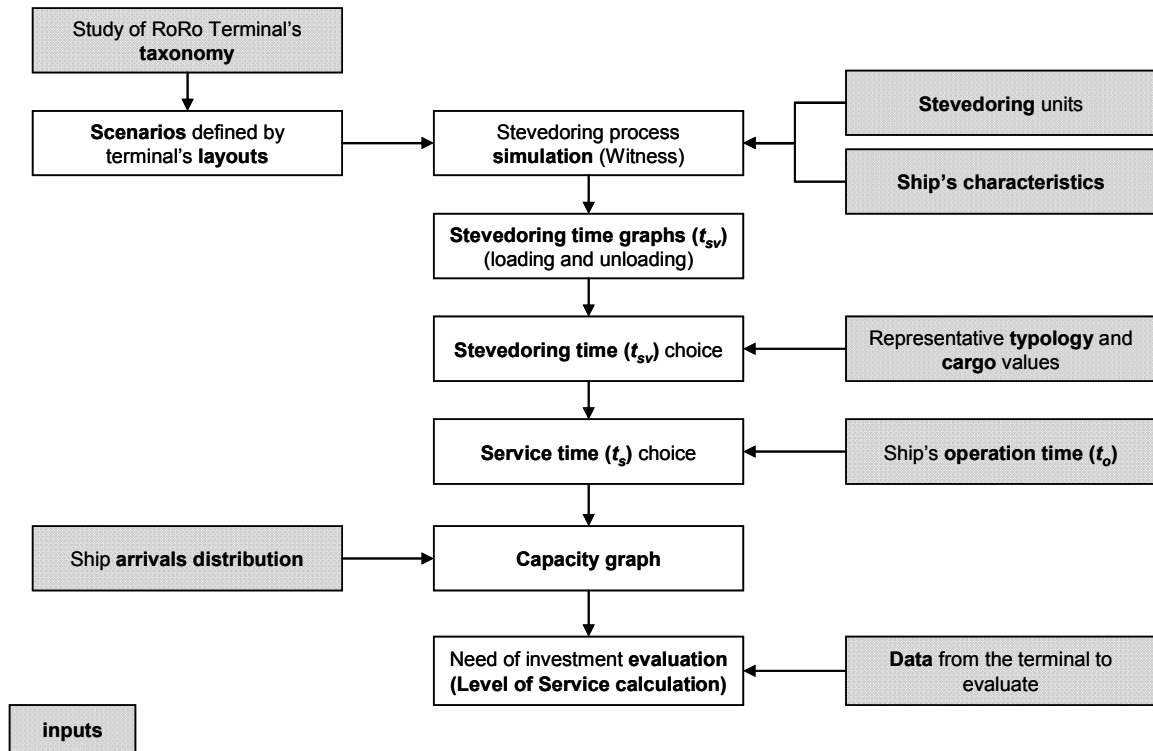 Study of RoRo Terminal's
taxonomy
Scenarios defined by
terminal's layouts
Stevedoring process
simulation (Witness)
Stevedoring units
Ship's characteristics
Stevedoring time graphs (tsv)
(loading and unloading)
Stevedoring time (tsv) choice
Representative typology and
cargo values
Service time (ts) choice
Ship's operation time (to)
Ship arrivals distribution
Capacity graph
Need of investment evaluation
(Level of Service calculation)
Data from the terminal to
evaluate
inputs